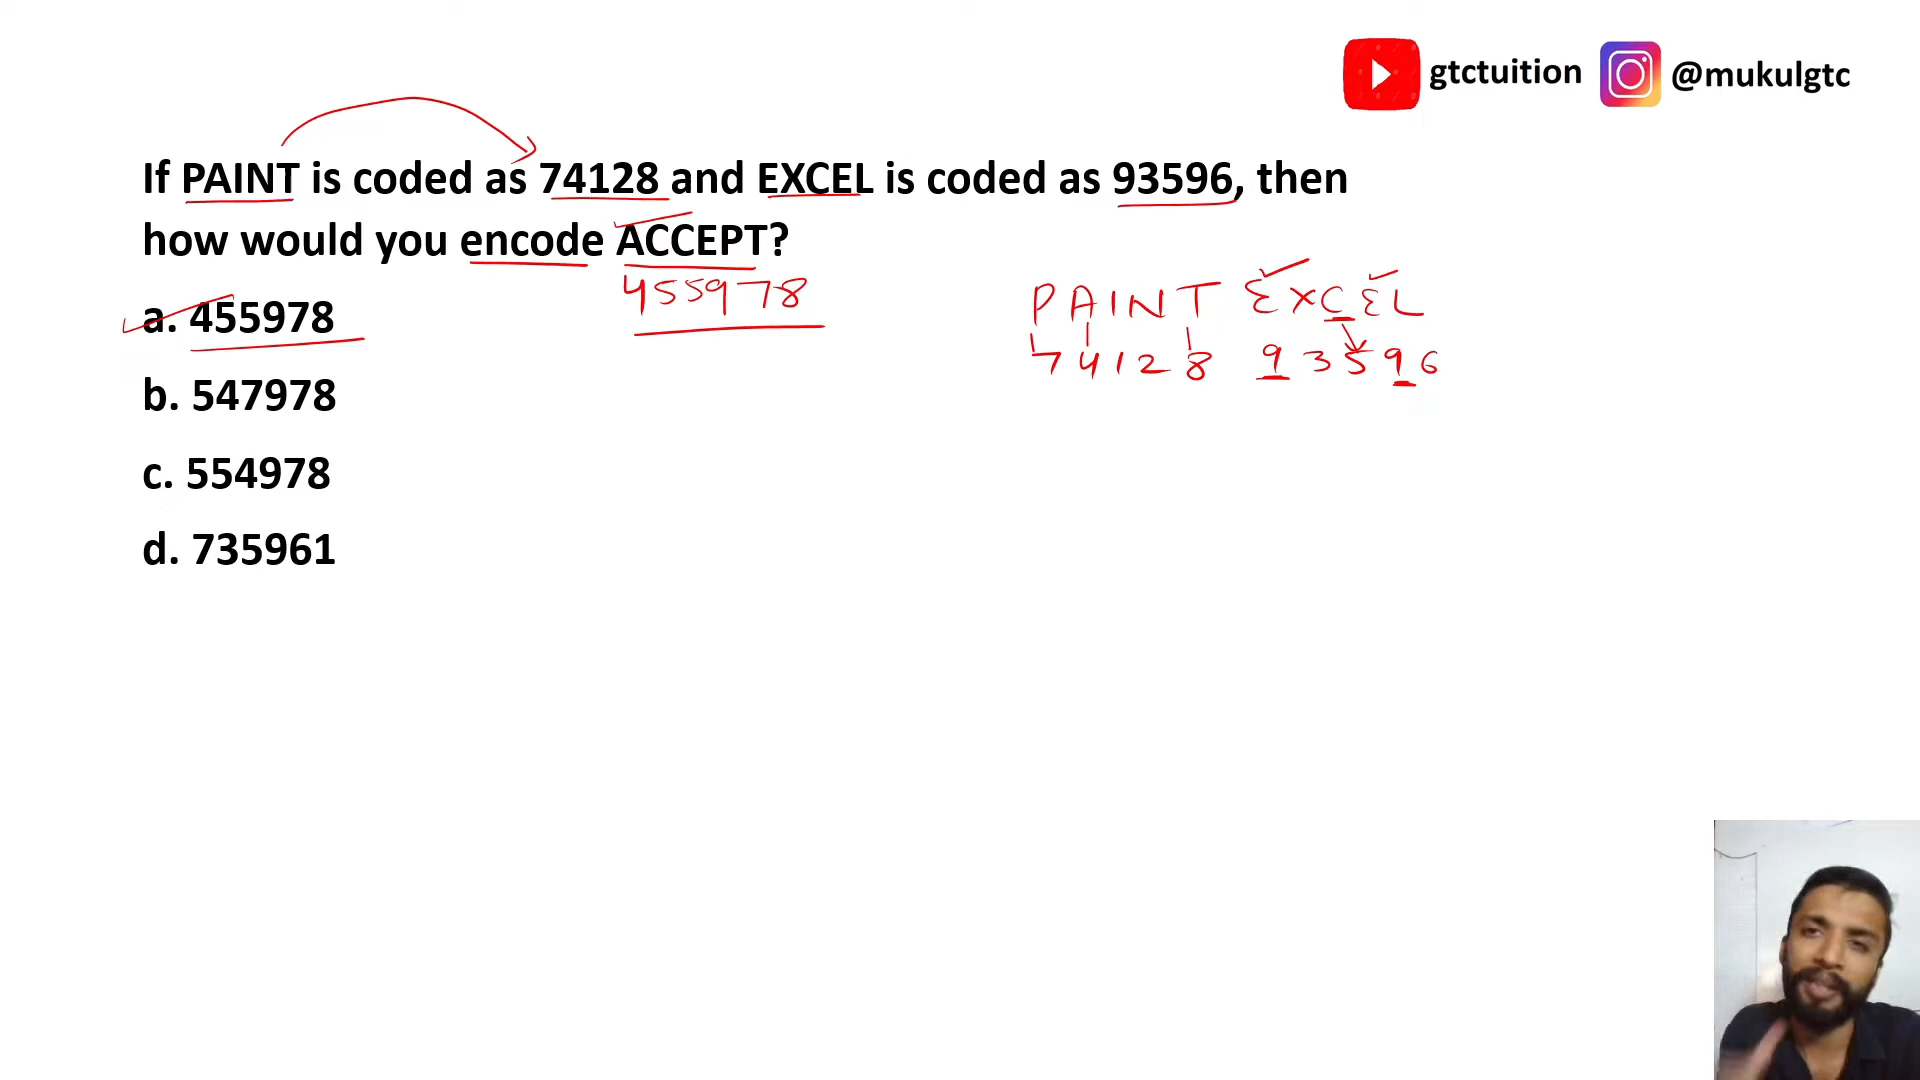 gtctuition @mukulgtc
If PAINT is coded as 74128 and EXCEL is coded as 93596, then
how would you encode ACCEPT?
455978
a. 455978
b. 547978
c. 554978
d. 735961
PAINT EXCEL
74128 93596